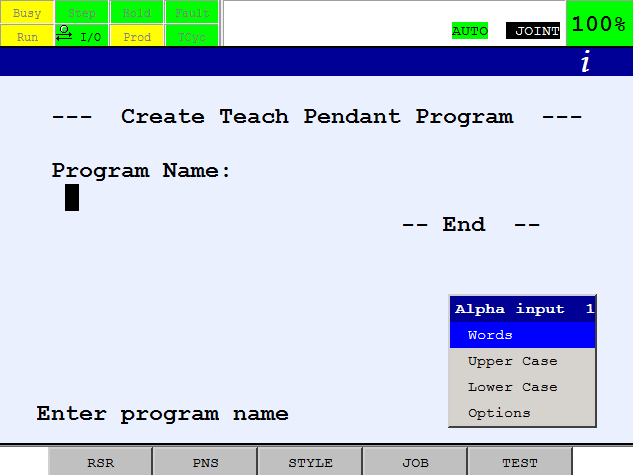 Busy Step Hold Fault
Run I/O Prod TCyc
AUTO JOINT 100%
i
--- Create Teach Pendant Program ---
Program Name:
-- End --
Alpha input 1
Words
Upper Case
Lower Case
Options
Enter program name
RSR PNS STYLE JOB TEST